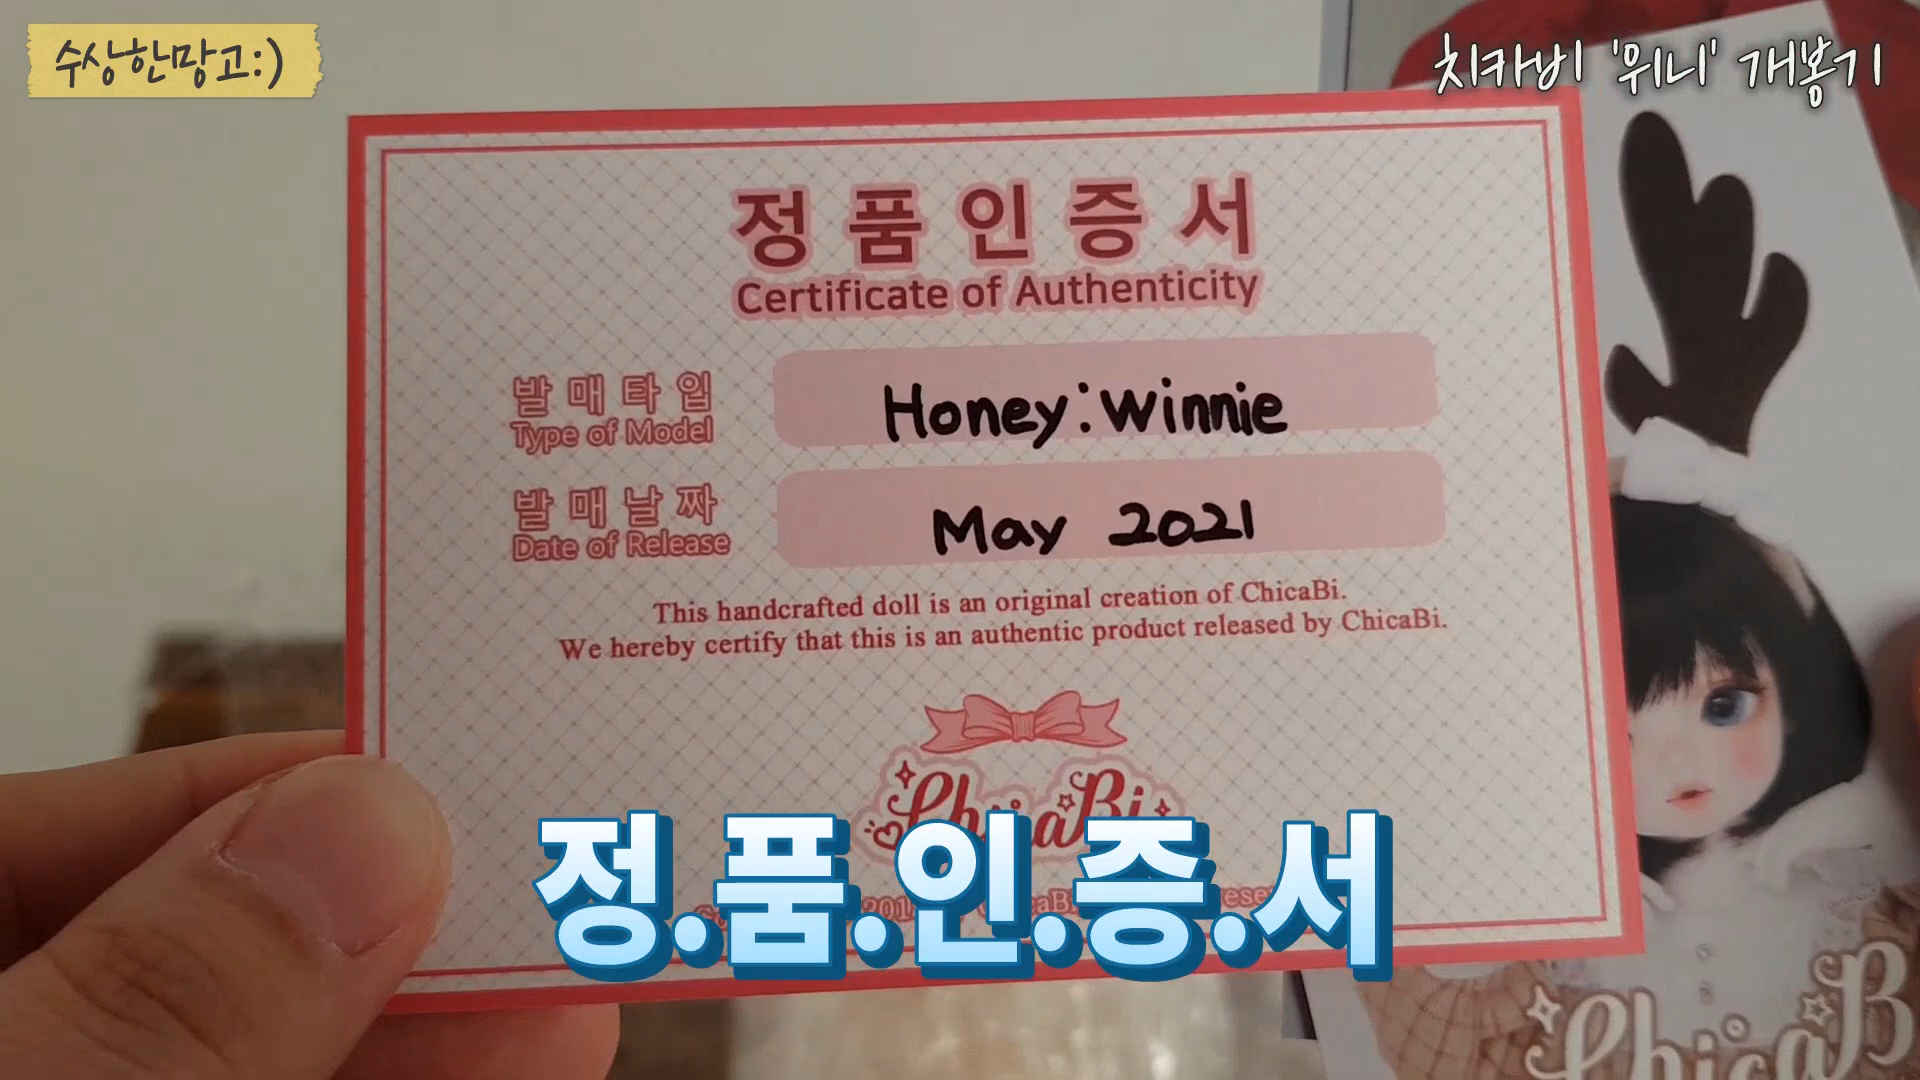 수상한망고:)
치카비 '위니' 개봉기
정품인증서
Certificate of Authenticity
발매타입
Type of Model
Honey:Winnie
발매날짜
Date of Release
May 2021
This handcrafted doll is an original creation of ChicaBi.
We hereby certify that this is an authentic product released by ChicaBi.
ChicaBi
정.품.인.증.서
ChicaB